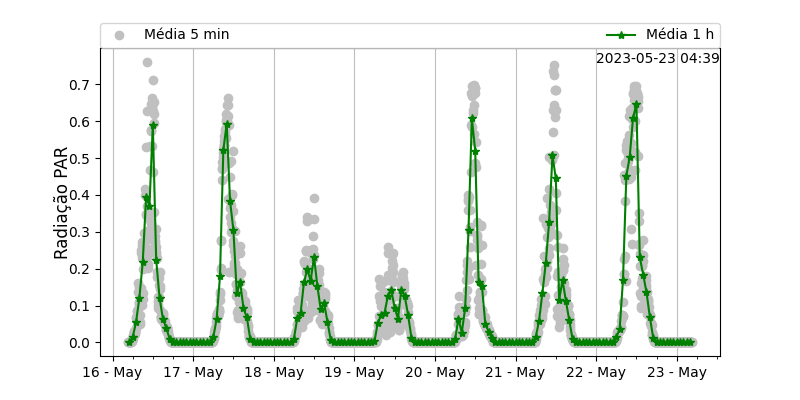 Média 5 min
Média 1 h
2023-05-23 04:39
Radiação PAR
0.7
0.6
0.5
0.4
0.3
0.2
0.1
0.0
16 - May
17 - May
18 - May
19 - May
20 - May
21 - May
22 - May
23 - May